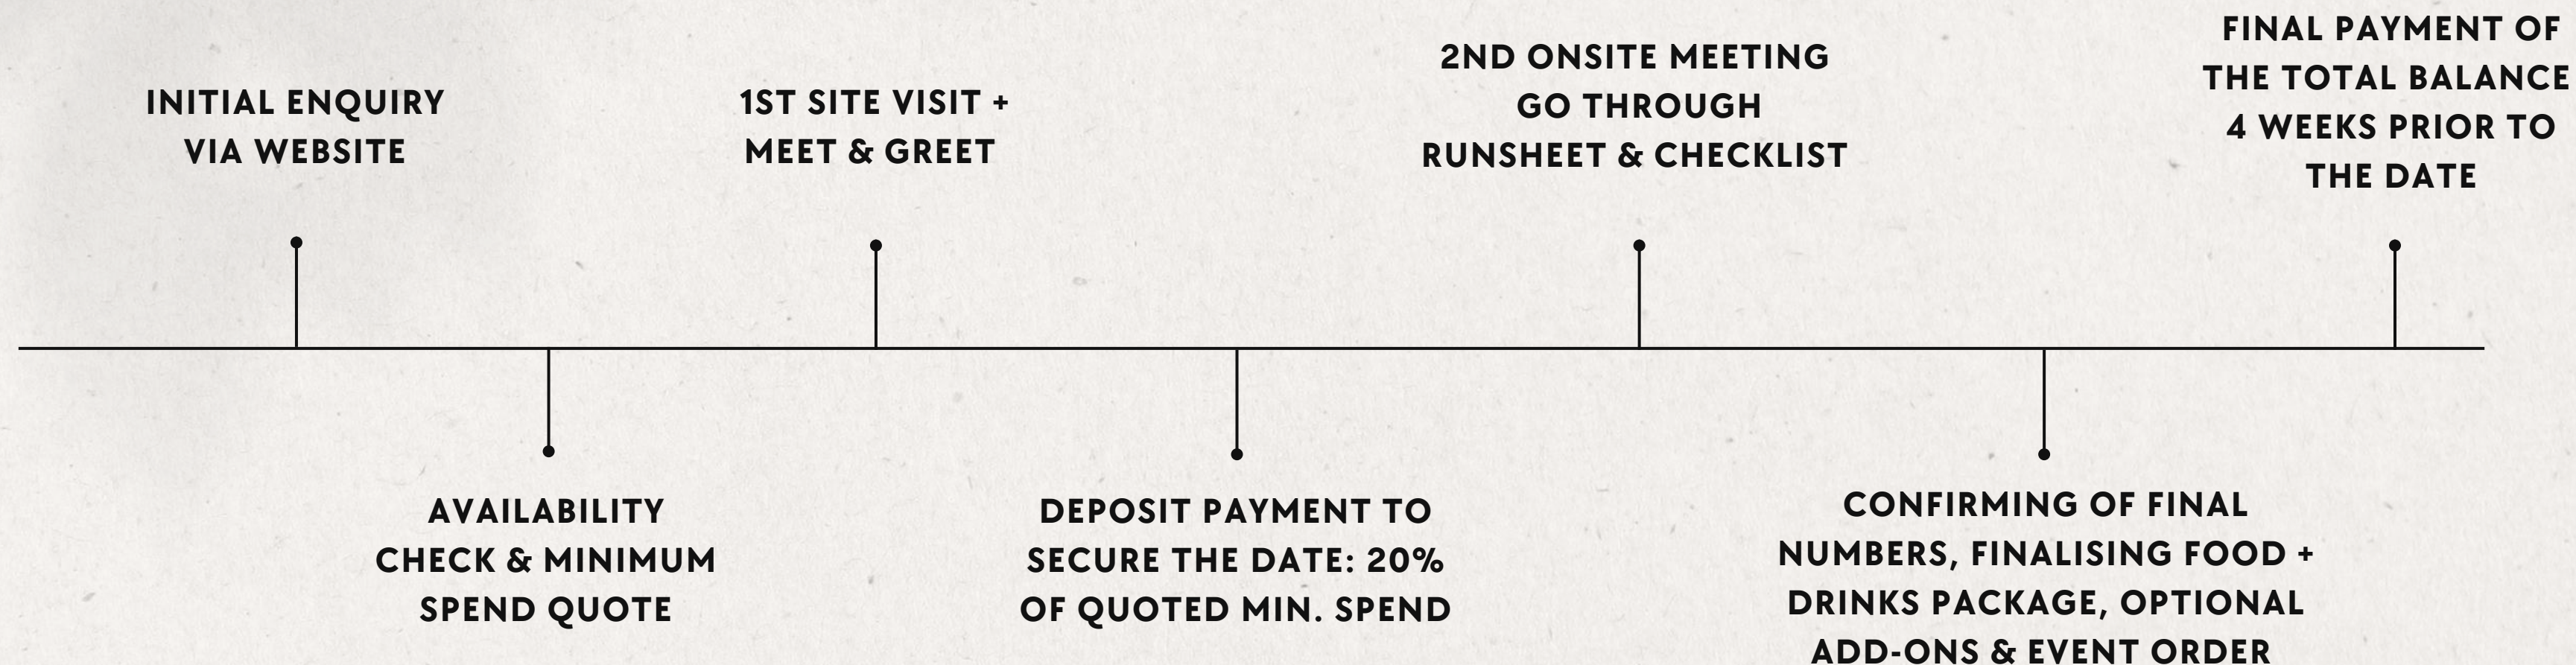 INITIAL ENQUIRY
VIA WEBSITE
AVAILABILITY
CHECK & MINIMUM
SPEND QUOTE
1ST SITE VISIT +
MEET & GREET
DEPOSIT PAYMENT TO
SECURE THE DATE: 20%
OF QUOTED MIN. SPEND
2ND ONSITE MEETING
GO THROUGH
RUNSHEET & CHECKLIST
CONFIRMING OF FINAL
NUMBERS, FINALISING FOOD +
DRINKS PACKAGE, OPTIONAL
ADD-ONS & EVENT ORDER
FINAL PAYMENT OF
THE TOTAL BALANCE
4 WEEKS PRIOR TO
THE DATE